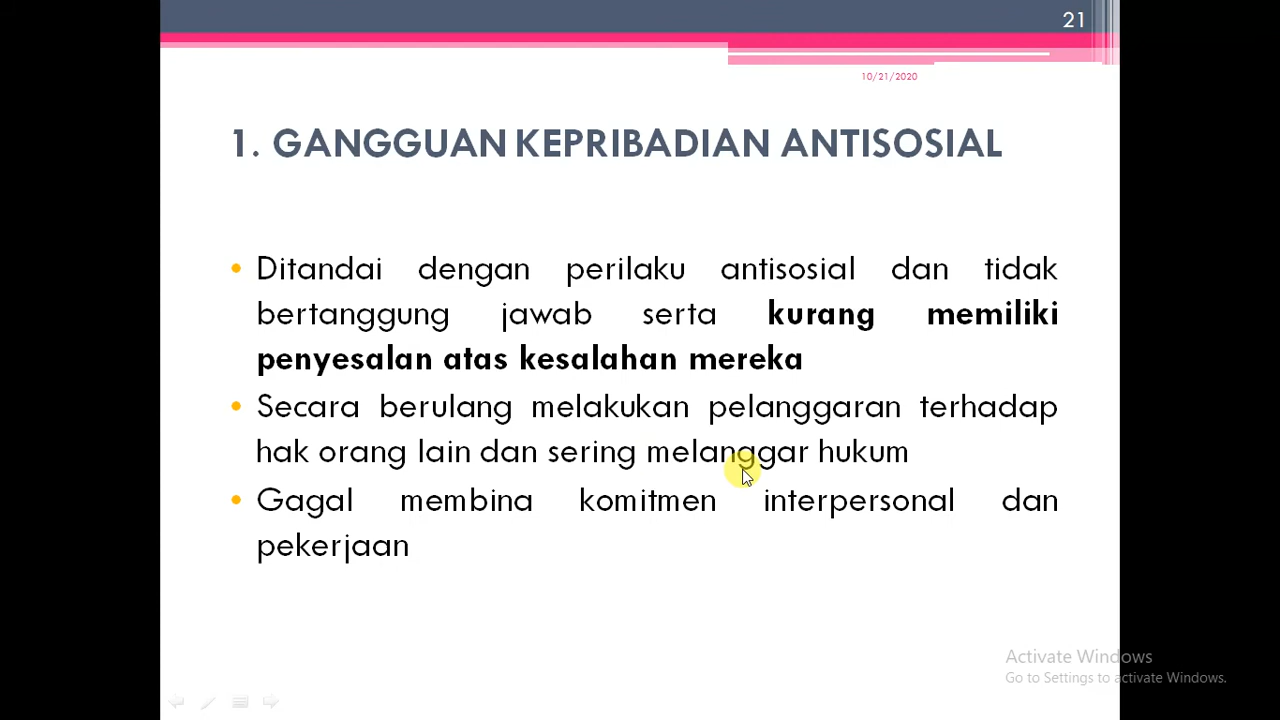 21
10/21/2020
1. GANGGUAN KEPRIBADIAN ANTISOSIAL
• Ditandai dengan perilaku antisosial dan tidak
bertanggung jawab serta kurang memiliki
penyesalan atas kesalahan mereka
• Secara berulang melakukan pelanggaran terhadap
hak orang lain dan sering melanggar hukum
• Gagal membina komitmen interpersonal dan
pekerjaan
Activate Windows
Go to Settings to activate Windows.